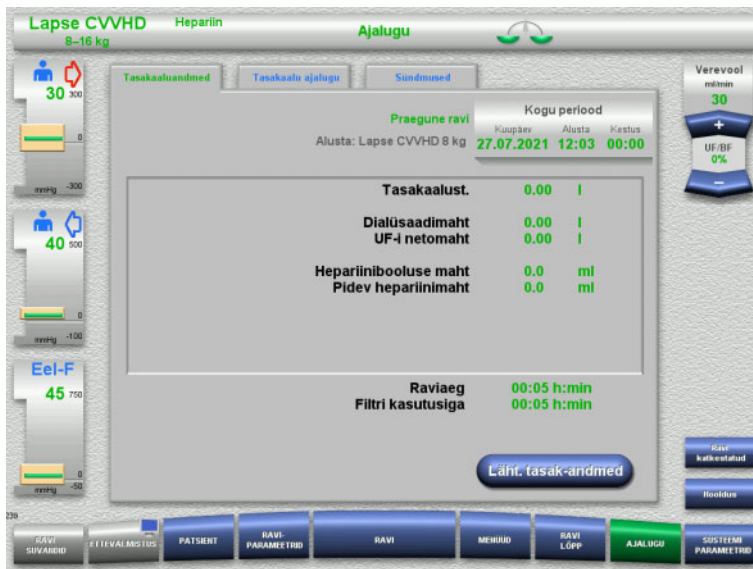 Lapse CVVHD Hepariin
8–16 kg
Ajalugu
30 300
0
mmHg -300
40 500
0
mmHg -100
Eel-F
45 750
0
mmHg -50
Tasakaaluandmed Tasakaalu ajalugu Sündmused
Praegune ravi
Alusta: Lapse CVVHD 8 kg
Kogu periood
Kuupäev Alusta Kestus
27.07.2021 12:03 00:00
Tasakaalust. 0.00 l
Dialüsaadimaht 0.00 l
UF-i netomaht 0.00 l
Hepariinibooluse maht 0.0 ml
Pidev hepariinimaht 0.0 ml
Raviaeg 00:05 h:min
Filtri kasutusiga 00:05 h:min
Läht. tasak-andmed
Verevool
ml/min
30
+
UF/BF
0%
–
Ravi
katkestatud
Hooldus
239
RAVI
SUVANDID
ETTEVALMISTUS
PATSIENT
RAVI-
PARAMEETRID
RAVI
MENÜÜD
RAVI
LÕPP
AJALUGU
SÜSTEEMI
PARAMEETRID